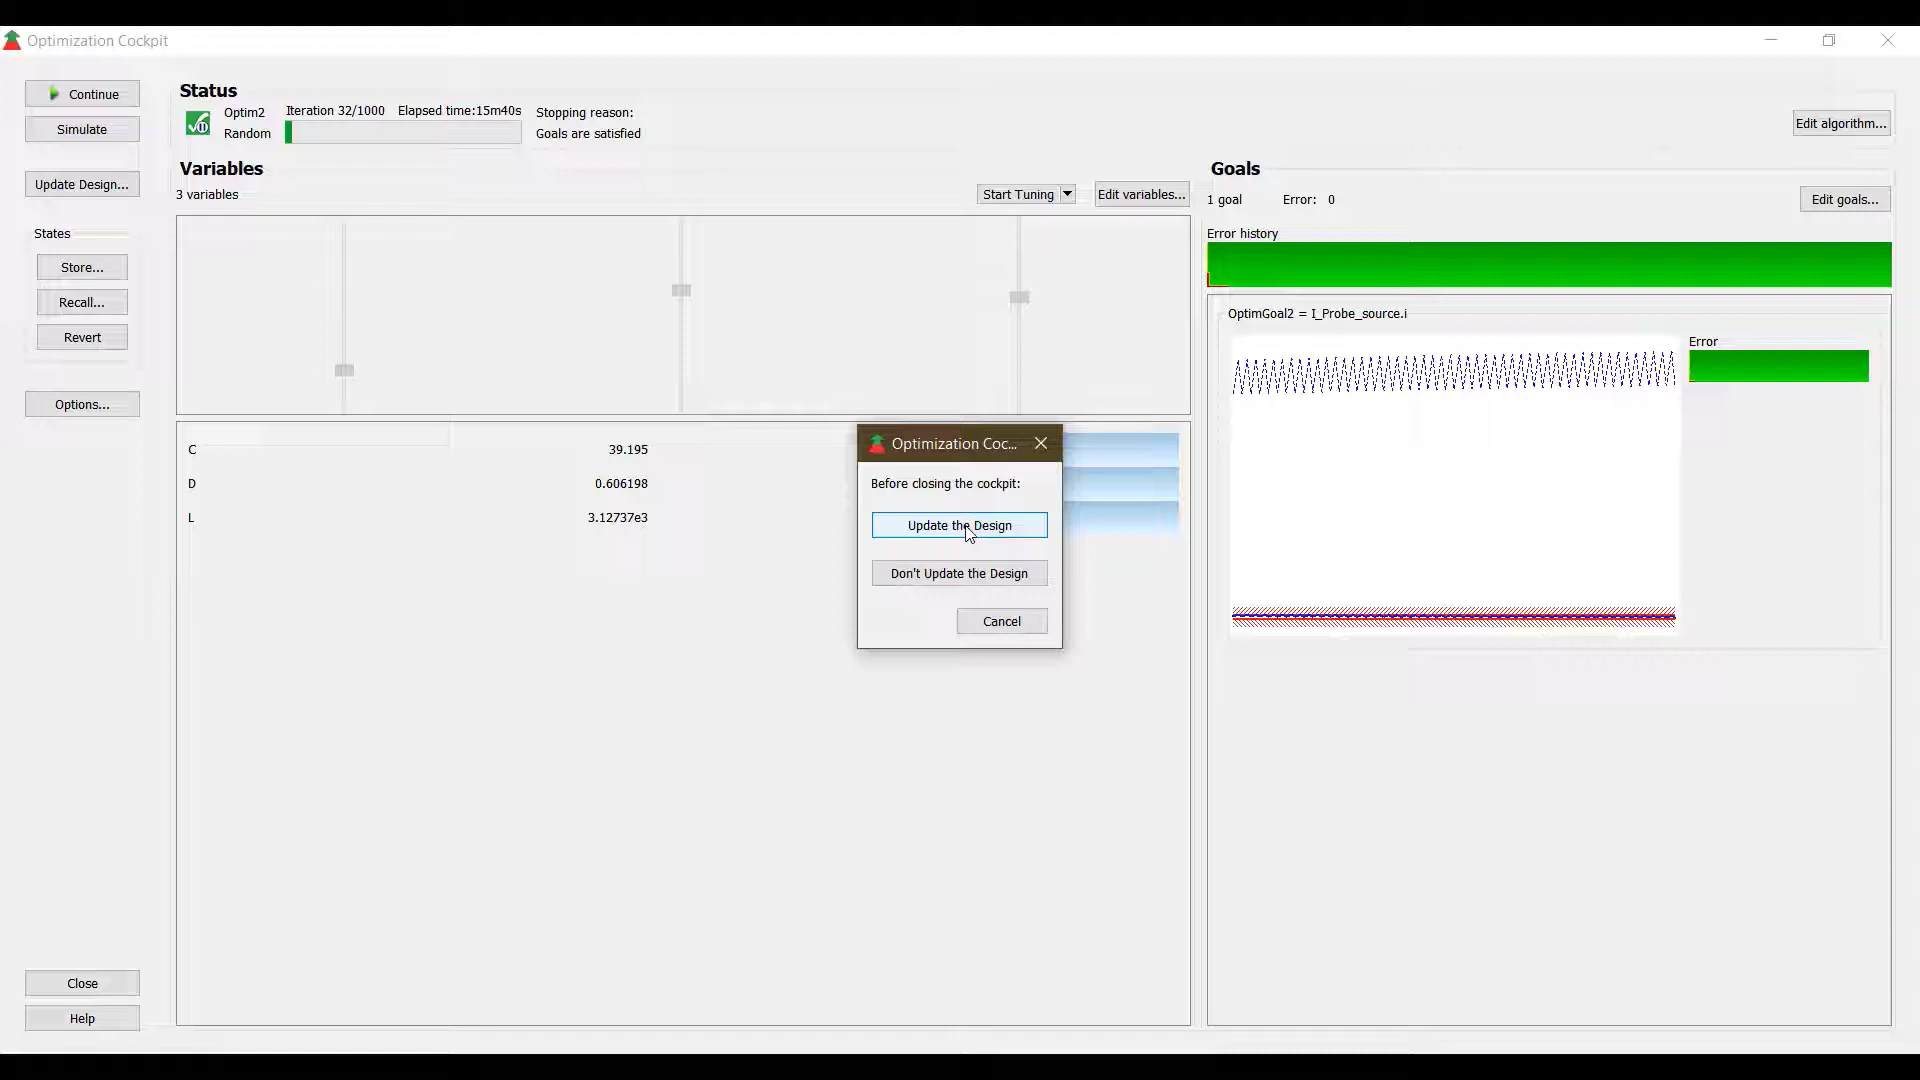 Optimization Cockpit
Continue
Simulate
Update Design...
States
Store...
Recall...
Revert
Options...
Close
Help
Status
Optim2
Random
Iteration 32/1000
Elapsed time:15m40s
Stopping reason:
Goals are satisfied
Edit algorithm...
Variables
3 variables
Start Tuning
Edit variables...
C 39.195
D 0.606198
L 3.12737e3
Optimization Coc...
Before closing the cockpit:
Update the Design
Don't Update the Design
Cancel
Goals
1 goal
Error: 0
Edit goals...
Error history
OptimGoal2 = I_Probe_source.i
Error